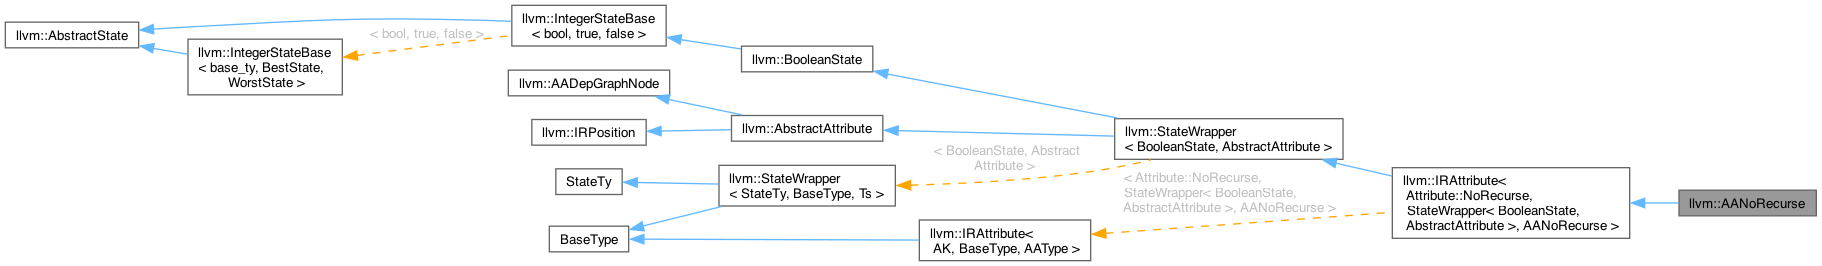 llvm::AbstractState
llvm::IntegerStateBase
< base_ty, BestState,
WorstState >
< bool, true, false >
llvm::IntegerStateBase
< bool, true, false >
llvm::AADepGraphNode
llvm::IRPosition
StateTy
BaseType
llvm::BooleanState
llvm::AbstractAttribute
llvm::StateWrapper
< StateTy, BaseType, Ts >
llvm::IRAttribute<
AK, BaseType, AAType >
< BooleanState, Abstract
Attribute >
llvm::StateWrapper
< BooleanState, AbstractAttribute >
< Attribute::NoRecurse,
StateWrapper< BooleanState,
AbstractAttribute >, AANoRecurse >
llvm::IRAttribute<
Attribute::NoRecurse,
StateWrapper< BooleanState,
AbstractAttribute >, AANoRecurse >
llvm::AANoRecurse